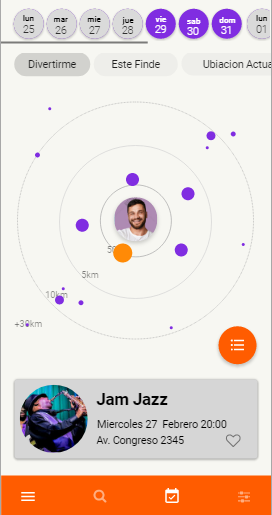 lun mar mie jue vie sab dom lun
25 26 27 28 29 30 31 01
Divertirme Este Finde Ubiacion Actua
5km
10km
+30km
Jam Jazz
Miercoles 27 Febrero 20:00
Av. Congreso 2345